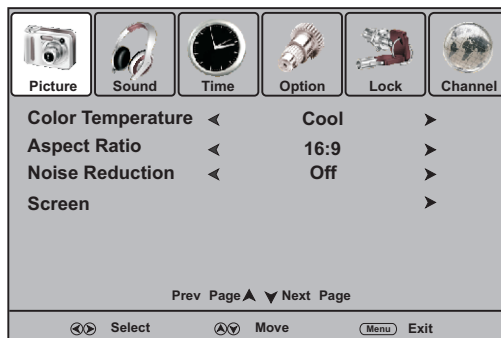 Picture Sound Time Option Lock Channel
Color Temperature Cool
Aspect Ratio 16:9
Noise Reduction Off
Screen
Prev Page Next Page
Select Move Menu Exit